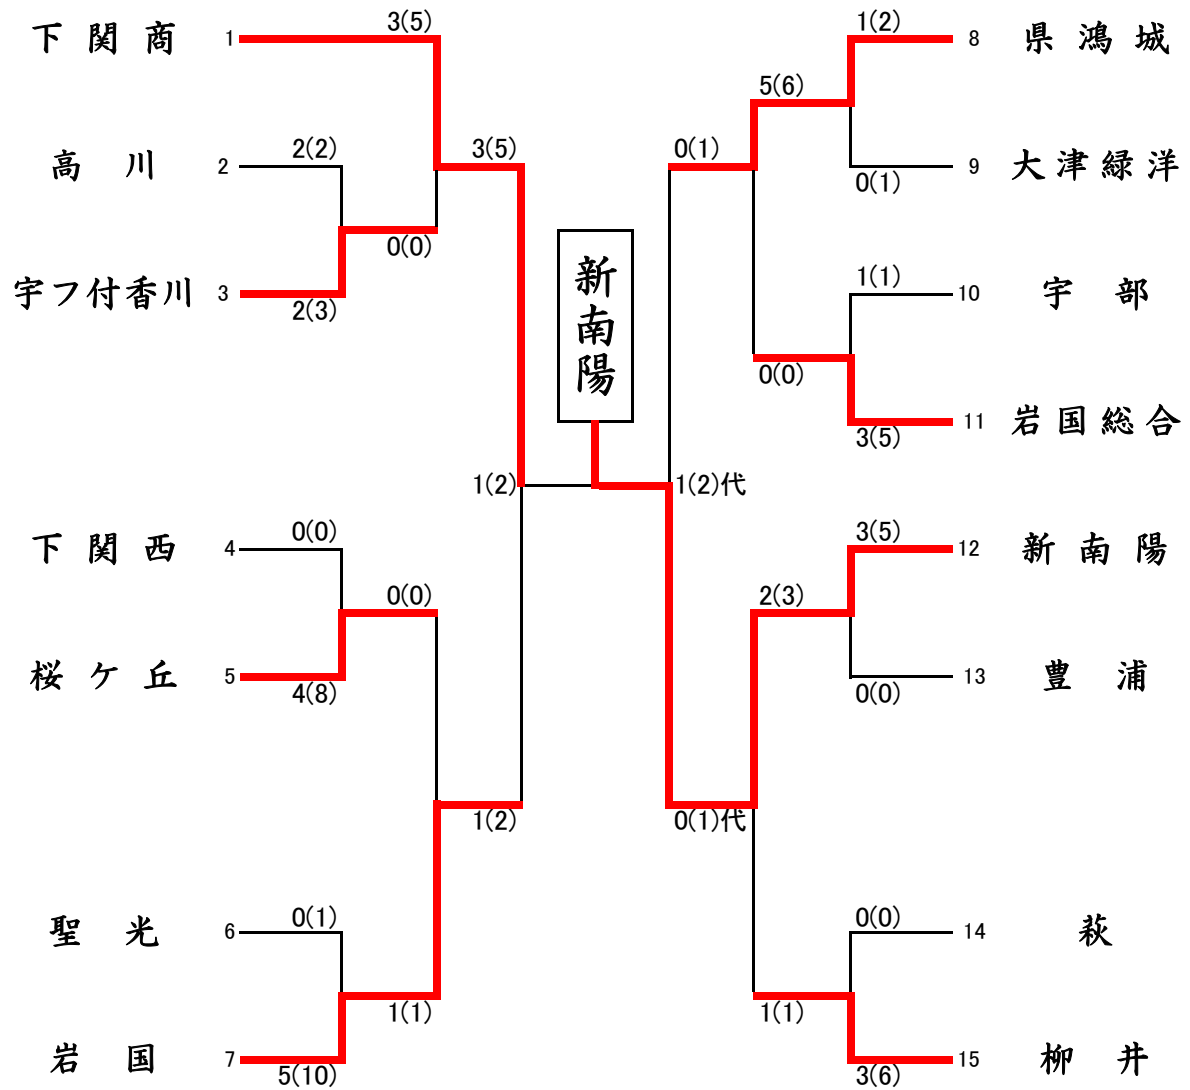 下関商 1 3(5)
高川 2 2(2)
宇フ付香川 3 2(3)
0(0)
3(5)
下関西 4 0(0)
桜ケ丘 5 4(8)
0(0)
聖光 6 0(1)
岩国 7 5(10)
1(1)
1(2)
1(2)
新南陽
1(2)代
1(2) 8 県鴻城
0(1) 9 大津緑洋
5(6)
1(1) 10 宇部
3(5) 11 岩国総合
0(0)
0(1)
3(5) 12 新南陽
0(0) 13 豊浦
2(3)
0(0) 14 萩
3(6) 15 柳井
1(1)
0(1)代